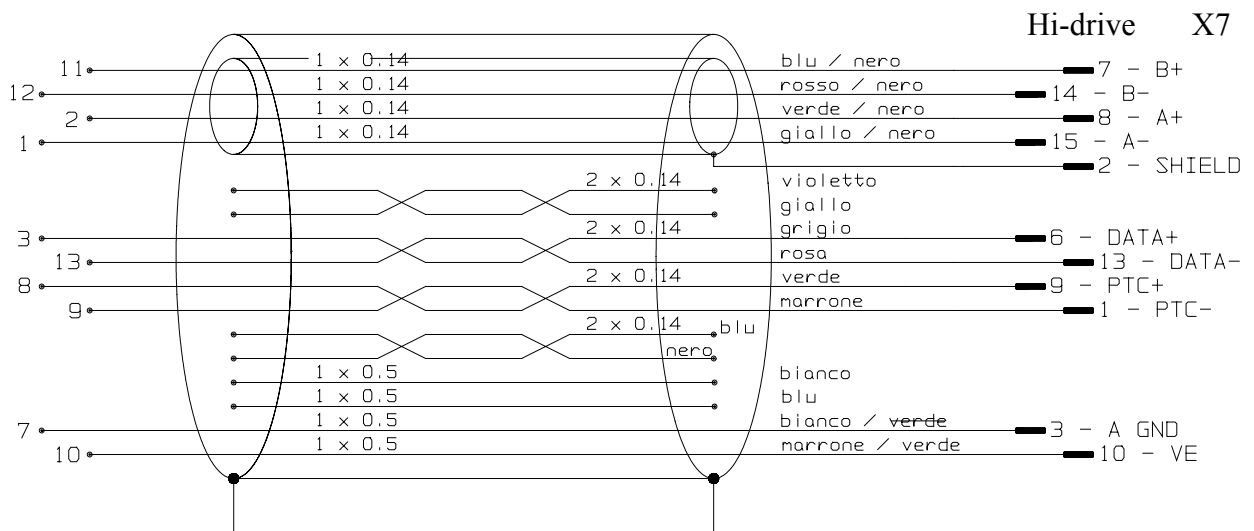 Hi-drive X7
11 1 x 0.14 blu / nero 7 - B+
12 1 x 0.14 rosso / nero 14 - B-
2 1 x 0.14 verde / nero 8 - A+
1 1 x 0.14 giallo / nero 15 - A-
2 - SHIELD
2 x 0.14 violetto
giallo
3 2 x 0.14 grigio 6 - DATA+
13 rosa 13 - DATA-
8 2 x 0.14 verde 9 - PTC+
9 marrone 1 - PTC-
2 x 0.14 blu
nero
1 x 0.5 bianco
1 x 0.5 blu
7 1 x 0.5 bianco / verde 3 - A GND
10 1 x 0.5 marrone / verde 10 - VE